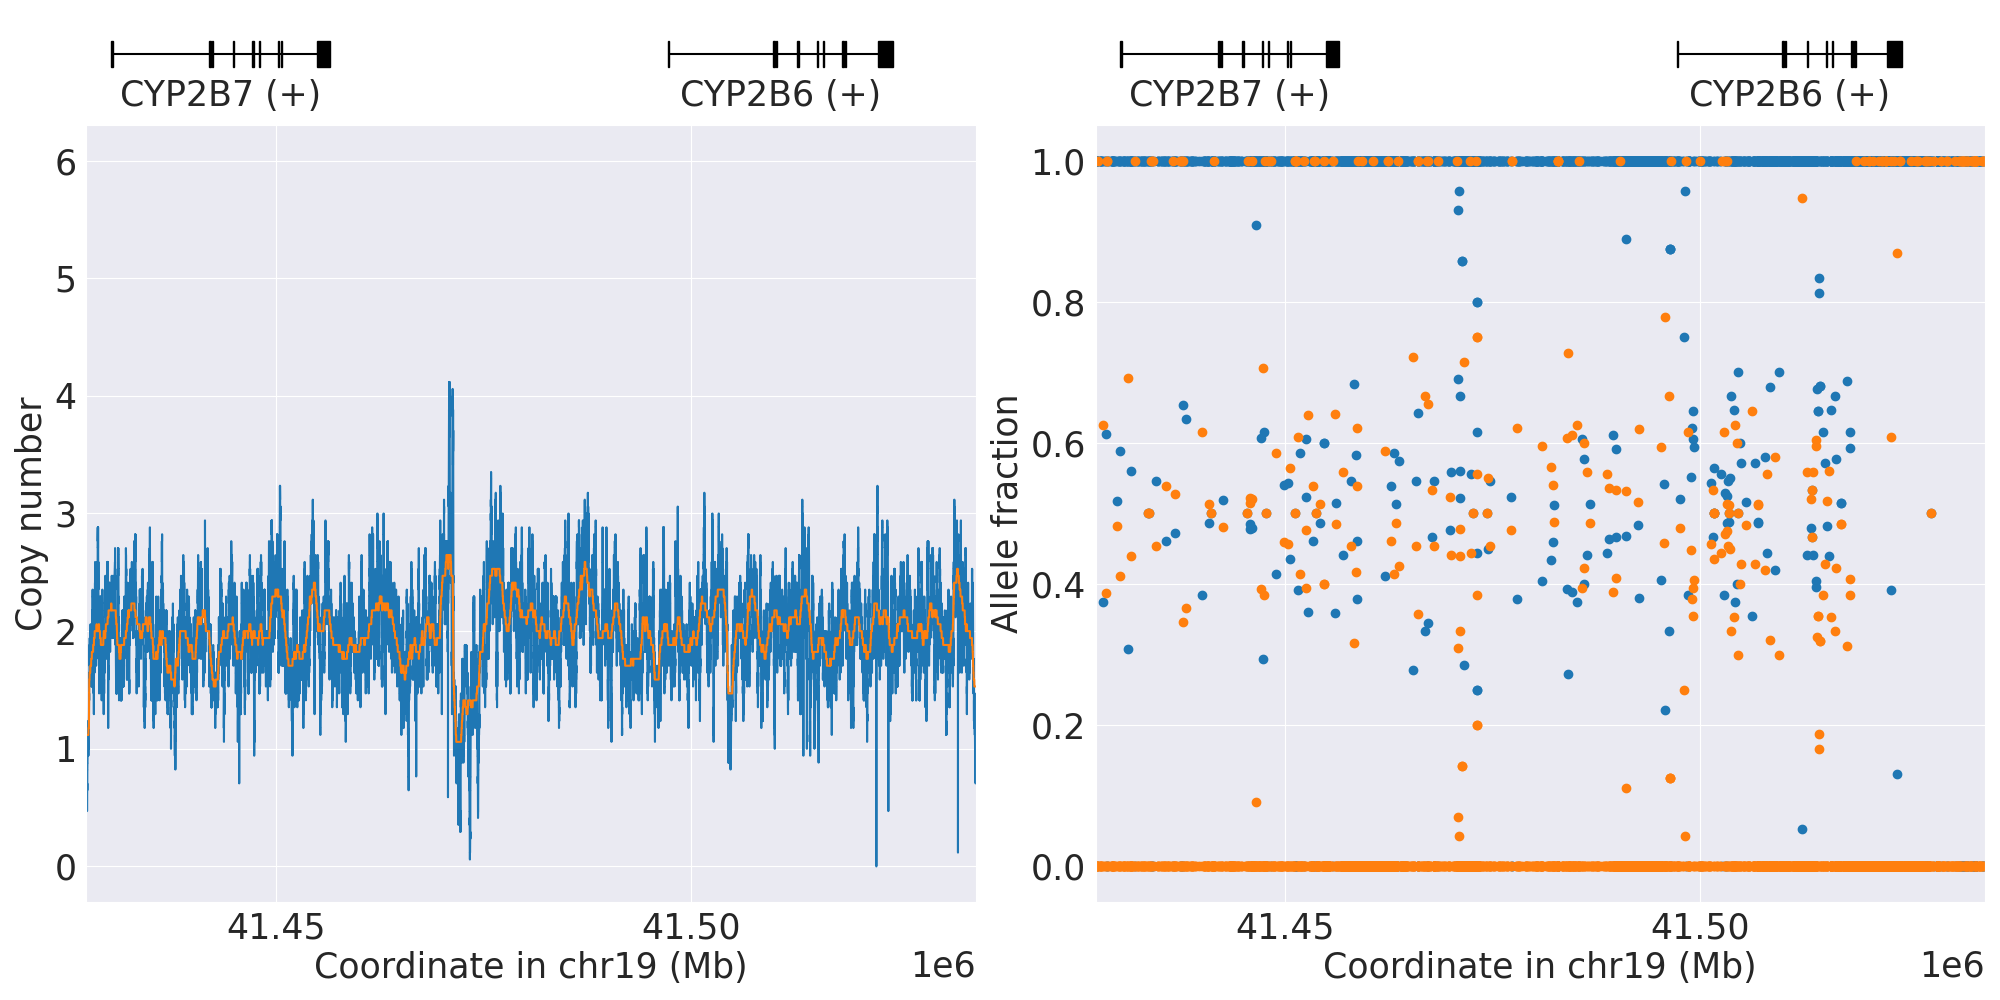 CYP2B7 (+)
CYP2B6 (+)
CYP2B7 (+)
CYP2B6 (+)
6
5
4
3
2
1
0
Copy number
41.45
41.50
Coordinate in chr19 (Mb)
1e6
1.0
0.8
0.6
0.4
0.2
0.0
Allele fraction
41.45
41.50
Coordinate in chr19 (Mb)
1e6